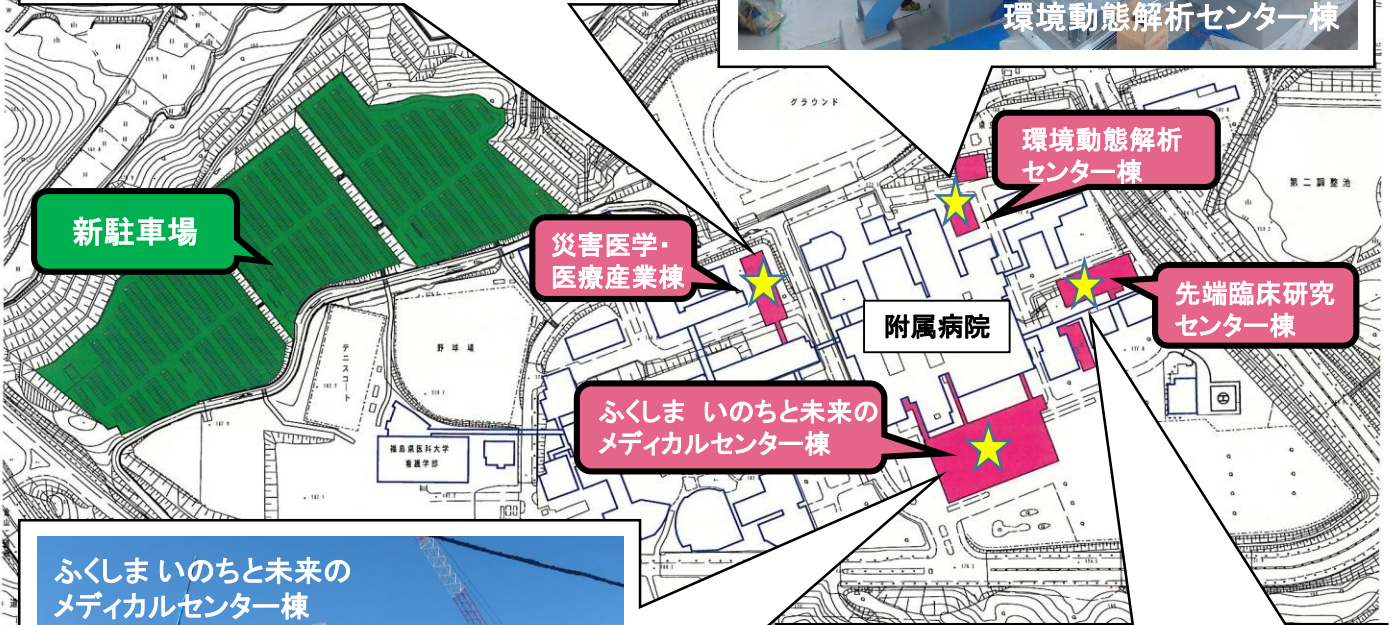 環境動態解析センター棟
グラウンド
環境動態解析
センター棟
第二調整池
新駐車場
災害医学・
医療産業棟
先端臨床研究
センター棟
附属病院
野球場
テニスコート
ふくしま いのちと未来の
メディカルセンター棟
福島県医科大学
看護学部
H
ふくしま いのちと未来の
メディカルセンター棟